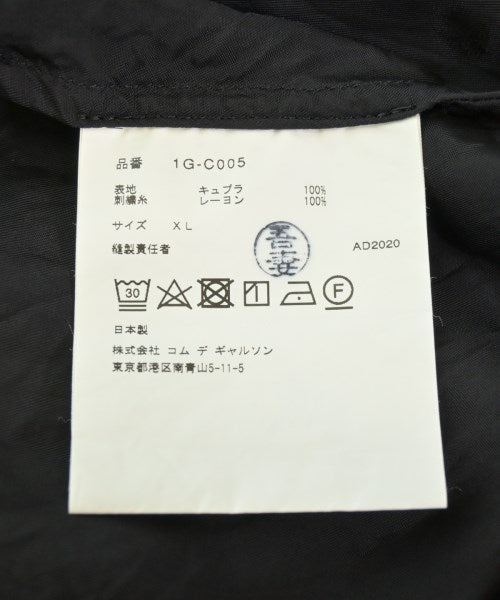 品番 1G-C005
表地 キュプラ 100%
刺繍糸 レーヨン 100%
サイズ XL
縫製責任者 吾妻 AD2020
30 F
日本製
株式会社 コム デ ギャルソン
東京都港区南青山5-11-5